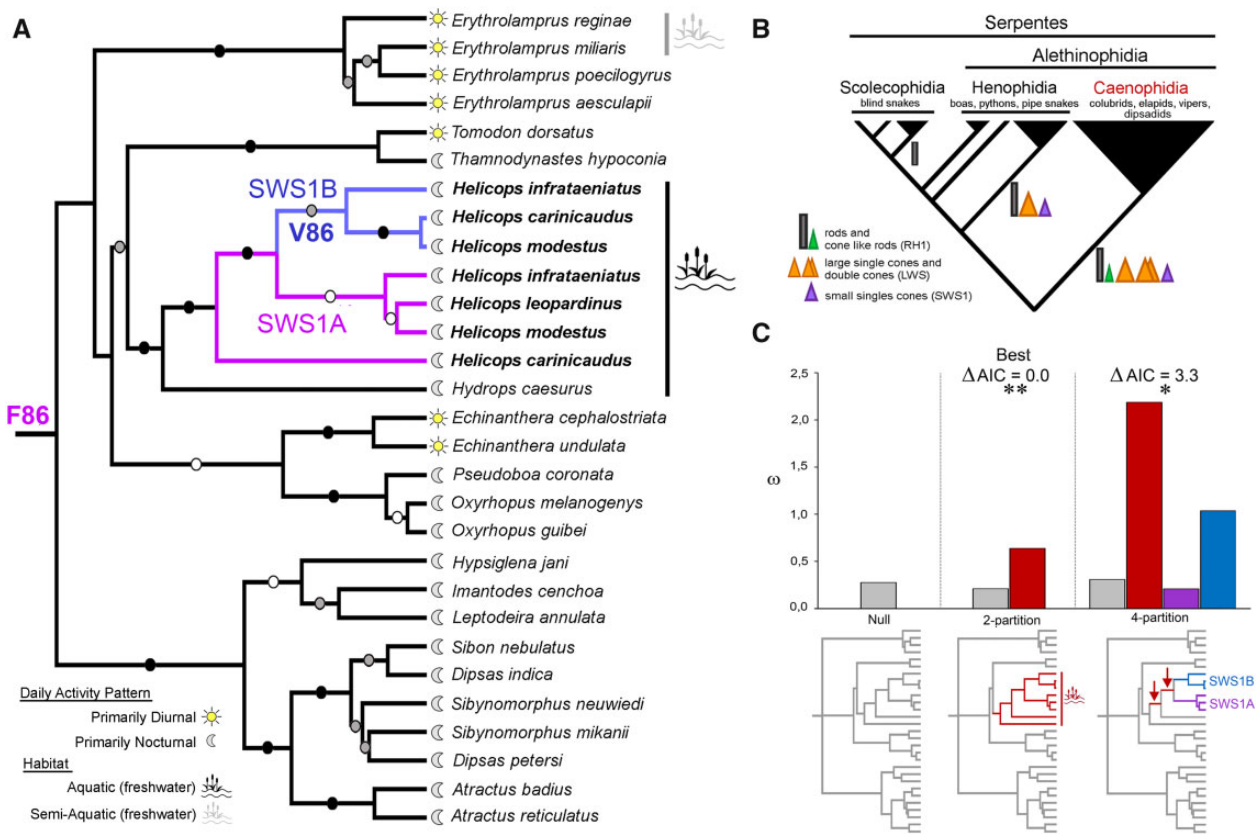 A
Erythrolamprus reginae
Erythrolamprus miliaris
Erythrolamprus poecilogyrus
Erythrolamprus aesculapii
Tomodon dorsatus
Thamnodynastes hypoconia
SWS1B
Helicops infrataeniatus
V86
Helicops carinicaudus
Helicops modestus
Helicops infrataeniatus
Helicops leopardinus
SWS1A
Helicops modestus
Helicops carinicaudus
Hydrops caesurus
F86
Echinanthera cephalostriata
Echinanthera undulata
Pseudoboa coronata
Oxyrhopus melanogenys
Oxyrhopus guibei
Hypsiglena jani
Imantodes cenchoa
Leptodeira annulata
Sibon nebulatus
Dipsas indica
Sibynomorphus neuwiedi
Sibynomorphus mikanii
Dipsas petersi
Atractus badius
Atractus reticulatus
Daily Activity Pattern
Primarily Diurnal
Primarily Nocturnal
Habitat
Aquatic (freshwater)
Semi-Aquatic (freshwater)
B
Serpentes
Alethinophidia
Scolecophidia
blind snakes
Henophidia
boas, pythons, pipe snakes
Caenophidia
colubrids, elapids, vipers,
dipsadids
rods and
cone like rods (RH1)
large single cones and
double cones (LWS)
small singles cones (SWS1)
C
Best
Δ AIC = 0.0
**
Δ AIC = 3.3
*
2,5
2,0
1,5
1,0
0,5
0,0
ω
Null
2-partition
4-partition
SWS1B
SWS1A